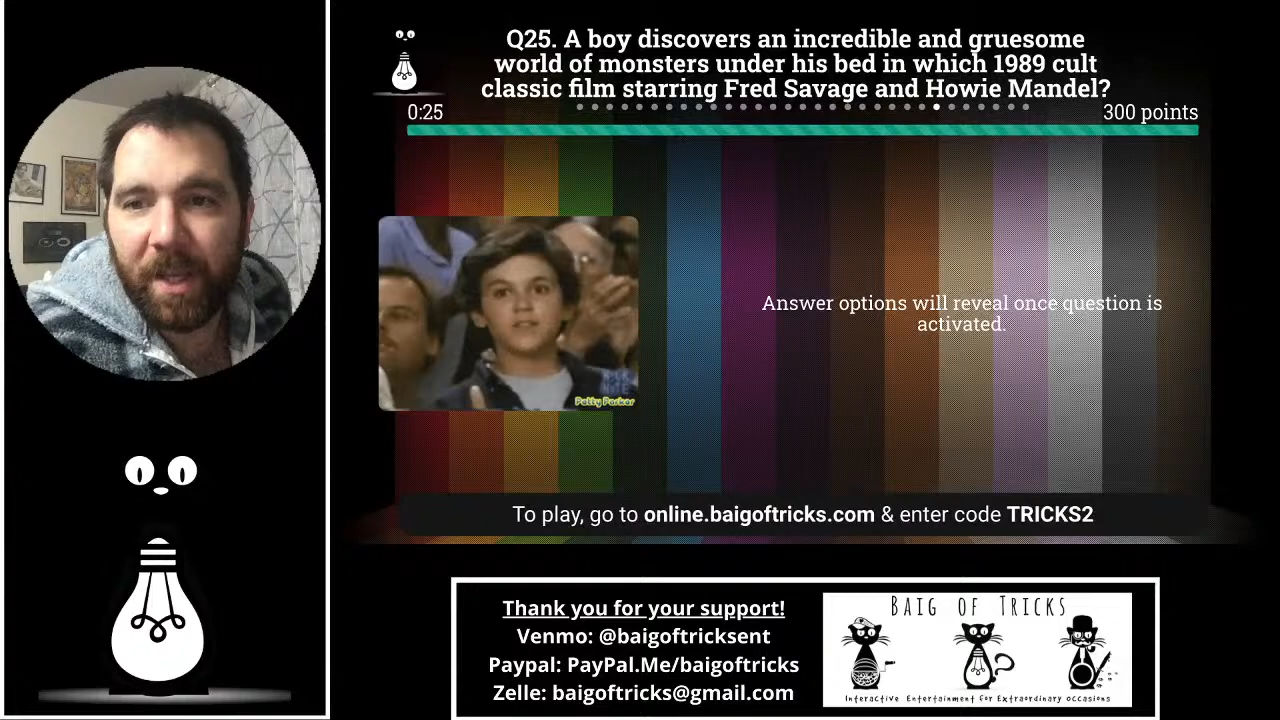 Q25. A boy discovers an incredible and gruesome
world of monsters under his bed in which 1989 cult
classic film starring Fred Savage and Howie Mandel?
0:25
300 points
Answer options will reveal once question is
activated.
NICK
NITE
Patty Parker
To play, go to online.baigoftricks.com & enter code TRICKS2
Thank you for your support!
Venmo: @baigoftricksent
Paypal: PayPal.Me/baigoftricks
Zelle: baigoftricks@gmail.com
BAIG OF TRICKS
Interactive Entertainment for Extraordinary occasions